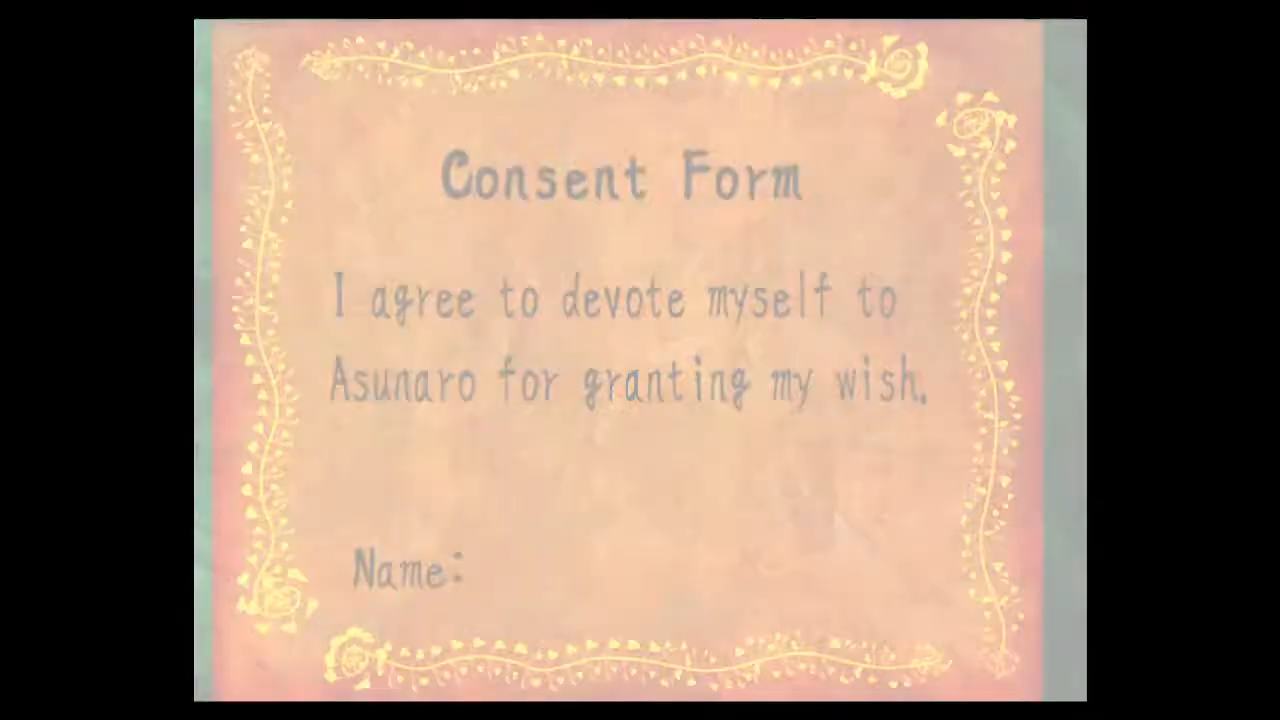 Consent Form
I agree to devote myself to
Asunaro for granting my wish.
Name: